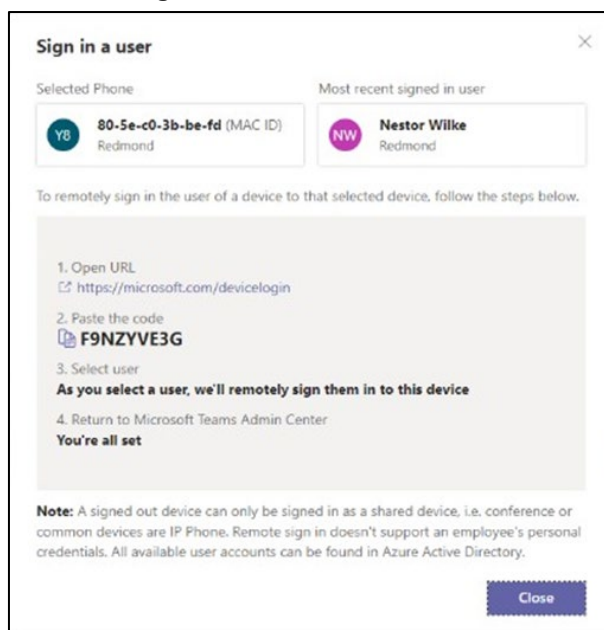 Sign in a user
Selected Phone
Most recent signed in user
Y8
80-5e-c0-3b-be-fd (MAC ID)
Redmond
NW
Nestor Wilke
Redmond
To remotely sign in the user of a device to that selected device, follow the steps below.
1. Open URL
https://microsoft.com/devicelogin
2. Paste the code
F9NZYVE3G
3. Select user
As you select a user, we'll remotely sign them in to this device
4. Return to Microsoft Teams Admin Center
You're all set
Note: A signed out device can only be signed in as a shared device, i.e. conference or
common devices are IP Phone. Remote sign in doesn't support an employee's personal
credentials. All available user accounts can be found in Azure Active Directory.
Close